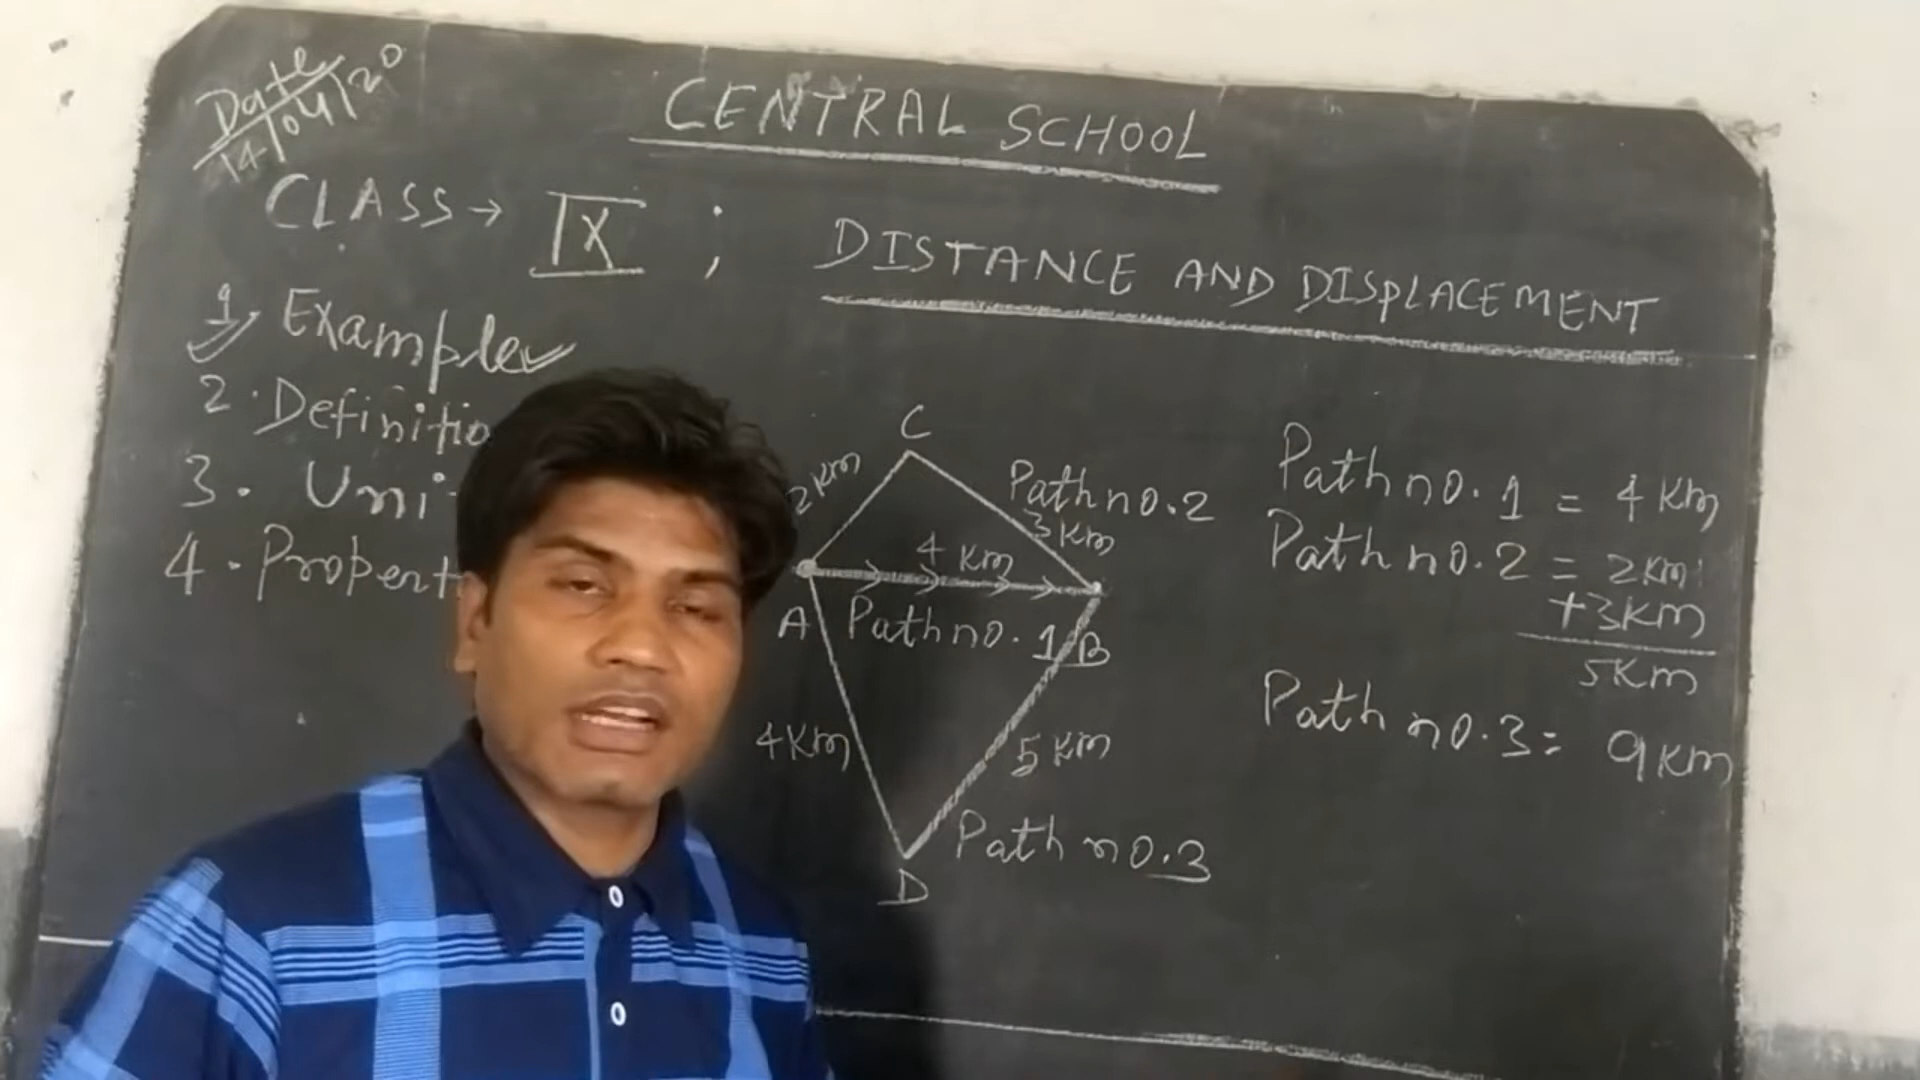 Date
14/04/20
CENTRAL SCHOOL
CLASS → IX ; DISTANCE AND DISPLACEMENT
1. Example
2. Definitio
3. Uni
4. Propert
C
2 km
Path no. 2
3 km
4 km
A
Path no. 1
B
4 Km
5 km
Path no. 3
D
Path no. 1 = 4 km
Path no. 2 = 2 km
+3 km
5 Km
Path no. 3 = 9 km